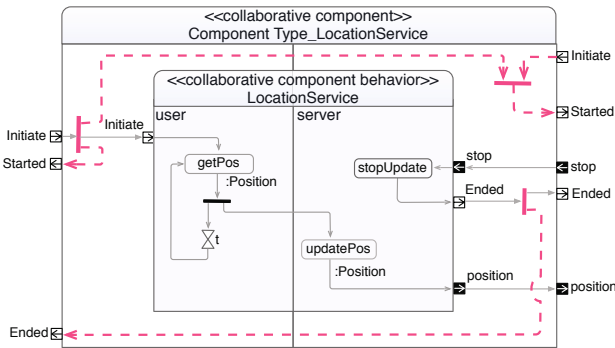 <<collaborative component>>
Component Type_LocationService
Initiate
<<collaborative component behavior>>
LocationService
Started
user
server
Initiate
Initiate
getPos
stop
stop
Started
stopUpdate
:Position
Ended
Ended
t
updatePos
:Position
position
position
Ended